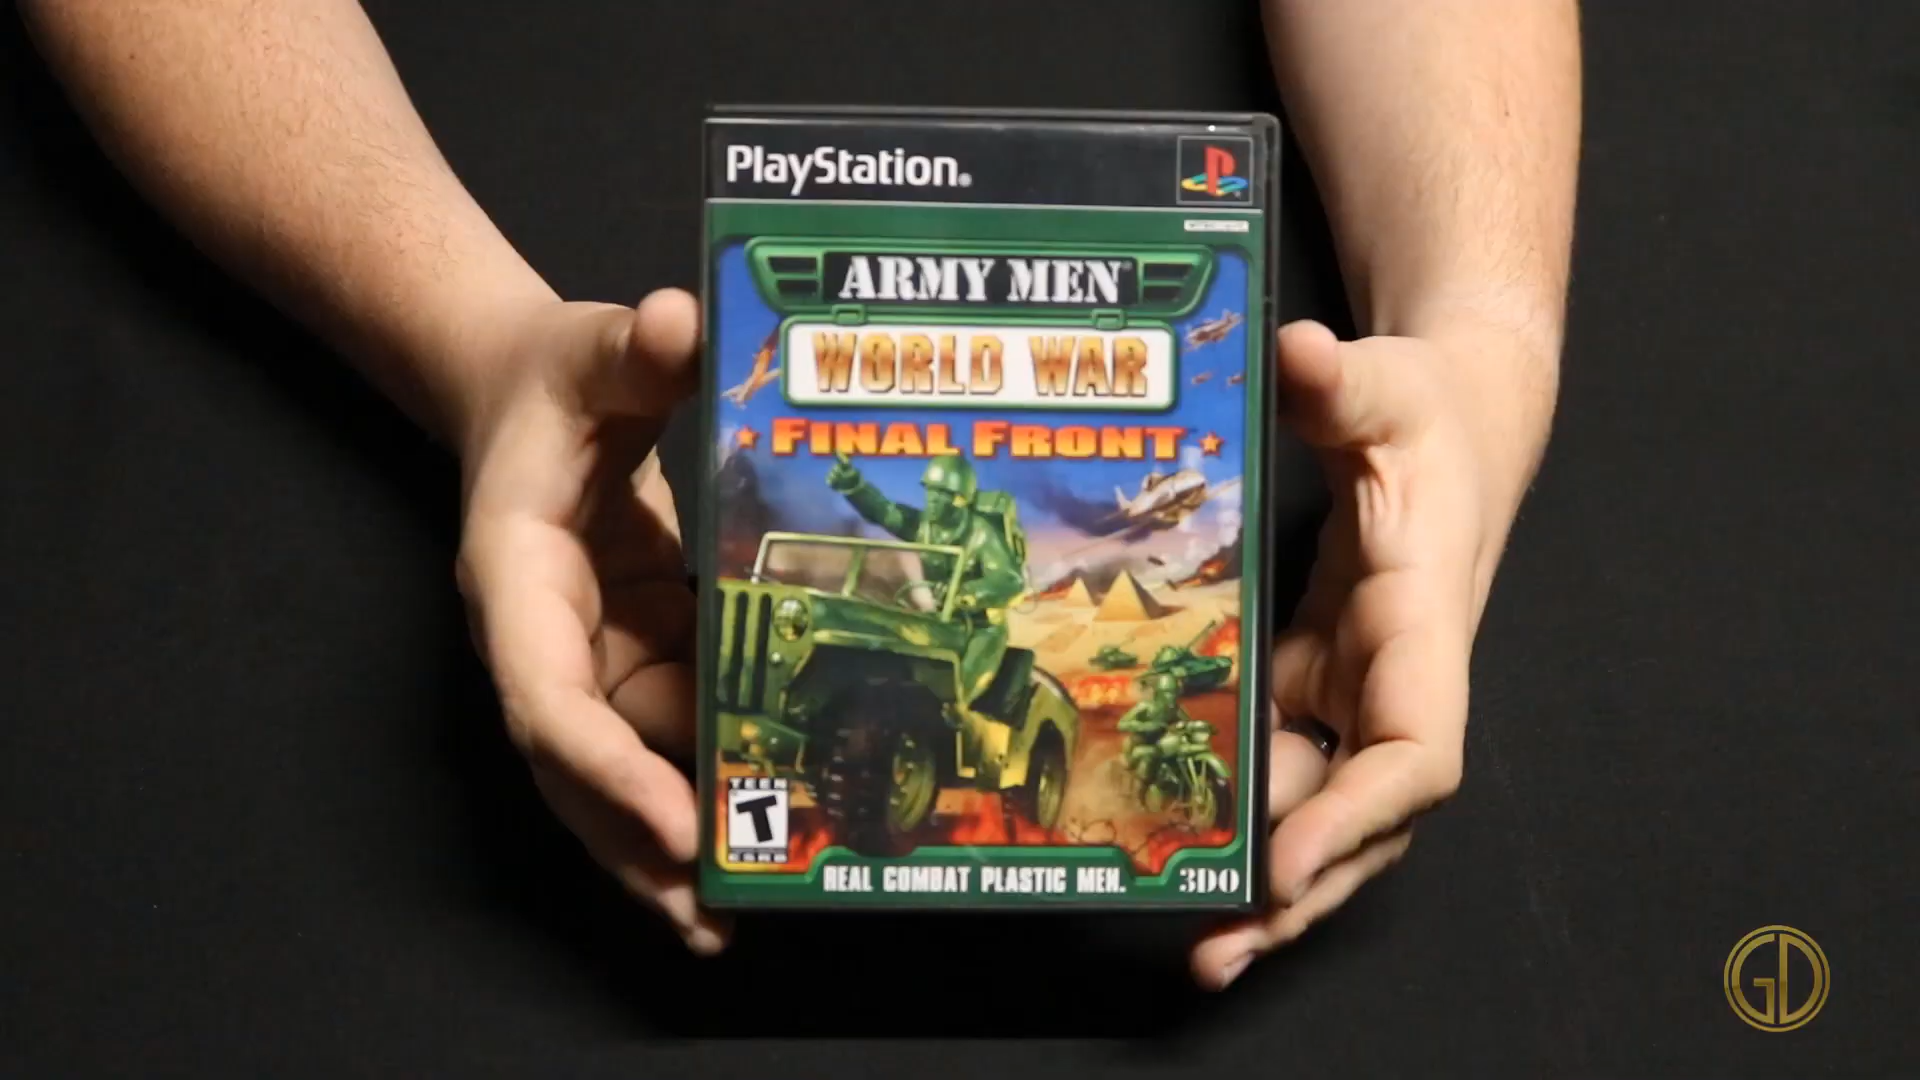 PlayStation®
ARMY MEN®
WORLD WAR
FINAL FRONT
TEEN
T
ESRB
REAL COMBAT PLASTIC MEN.
3DO
GD